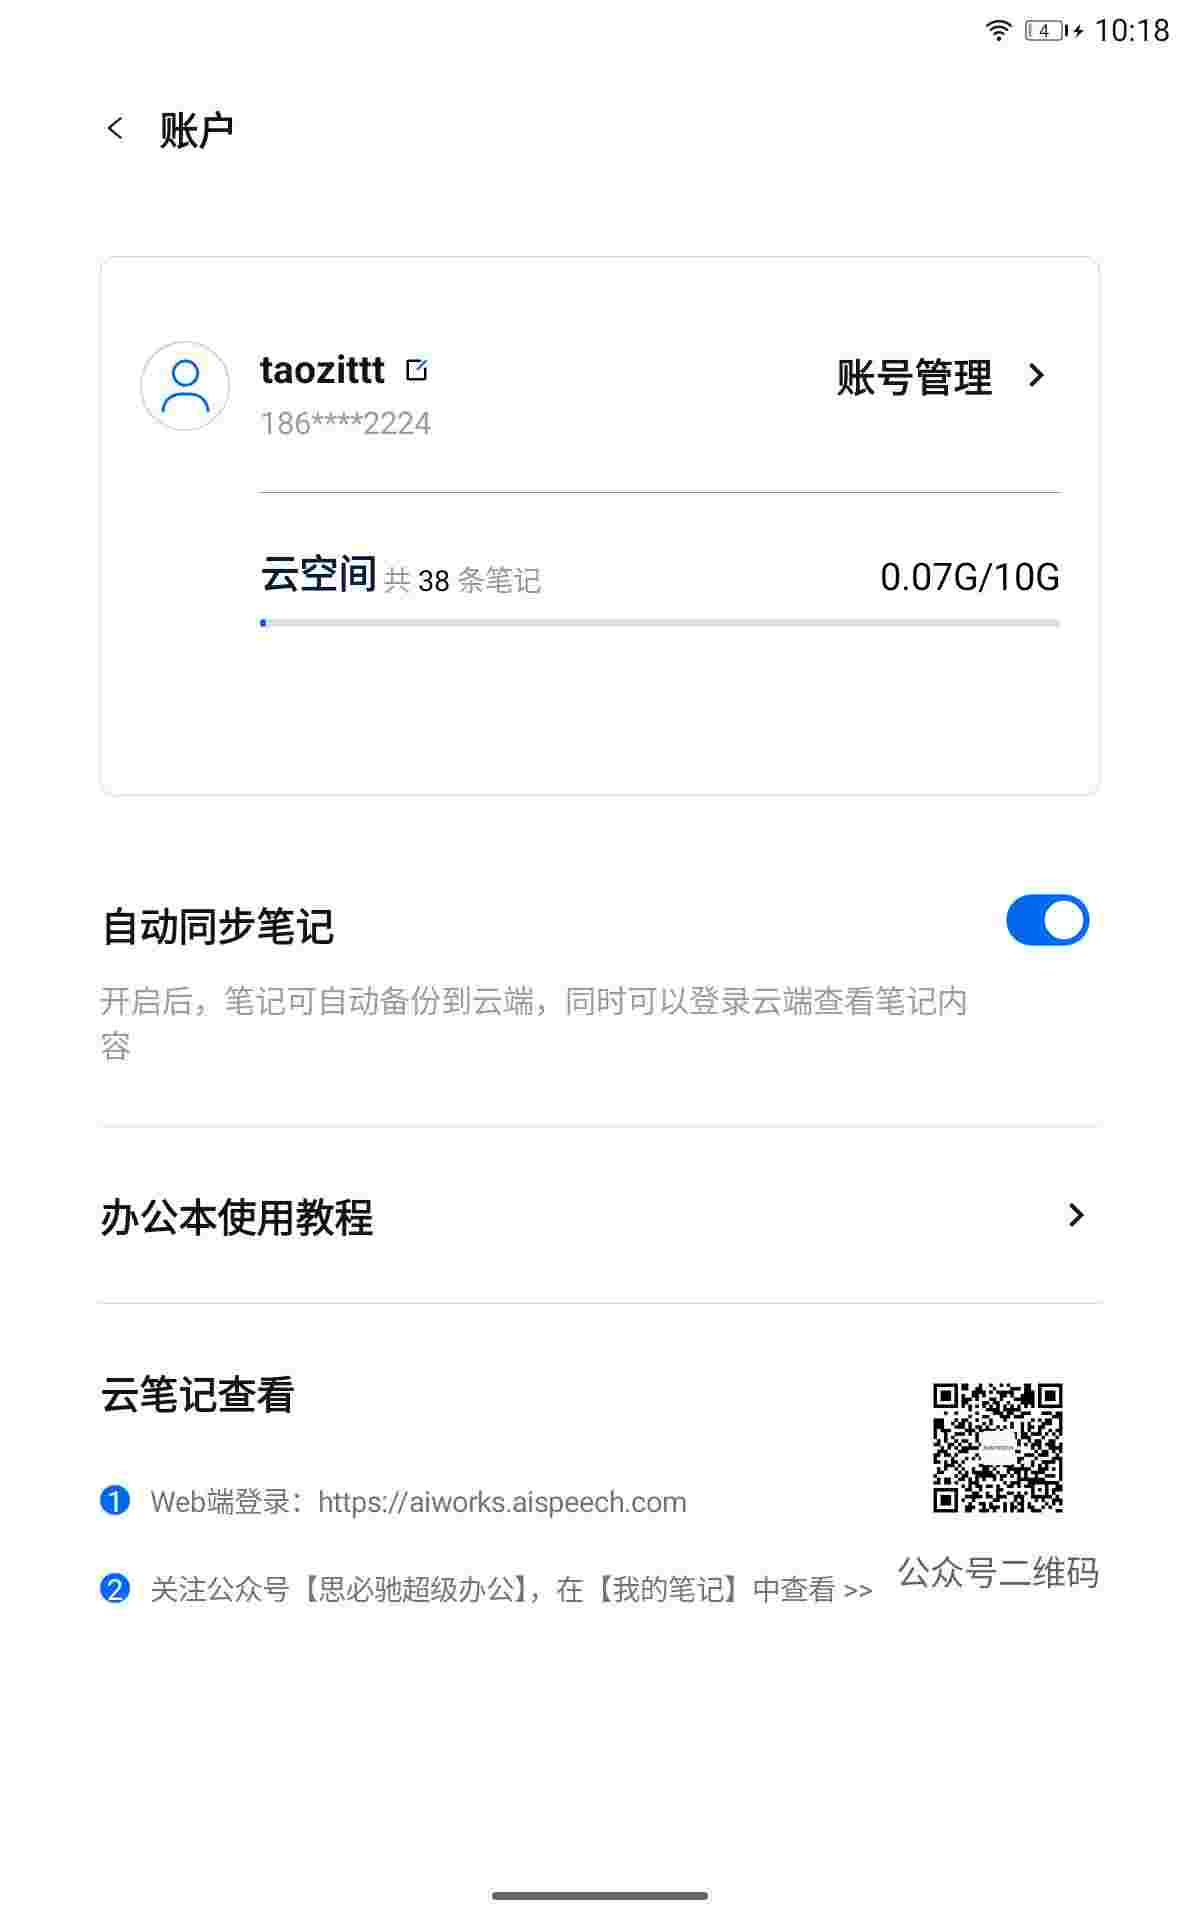 4 10:18
账户
taozittt
账号管理
186****2224
云空间 共 38 条笔记
0.07G/10G
自动同步笔记
开启后，笔记可自动备份到云端，同时可以登录云端查看笔记内
容
办公本使用教程
云笔记查看
1 Web端登录：https://aiworks.aispeech.com
2 关注公众号【思必驰超级办公】，在【我的笔记】中查看 >>
公众号二维码